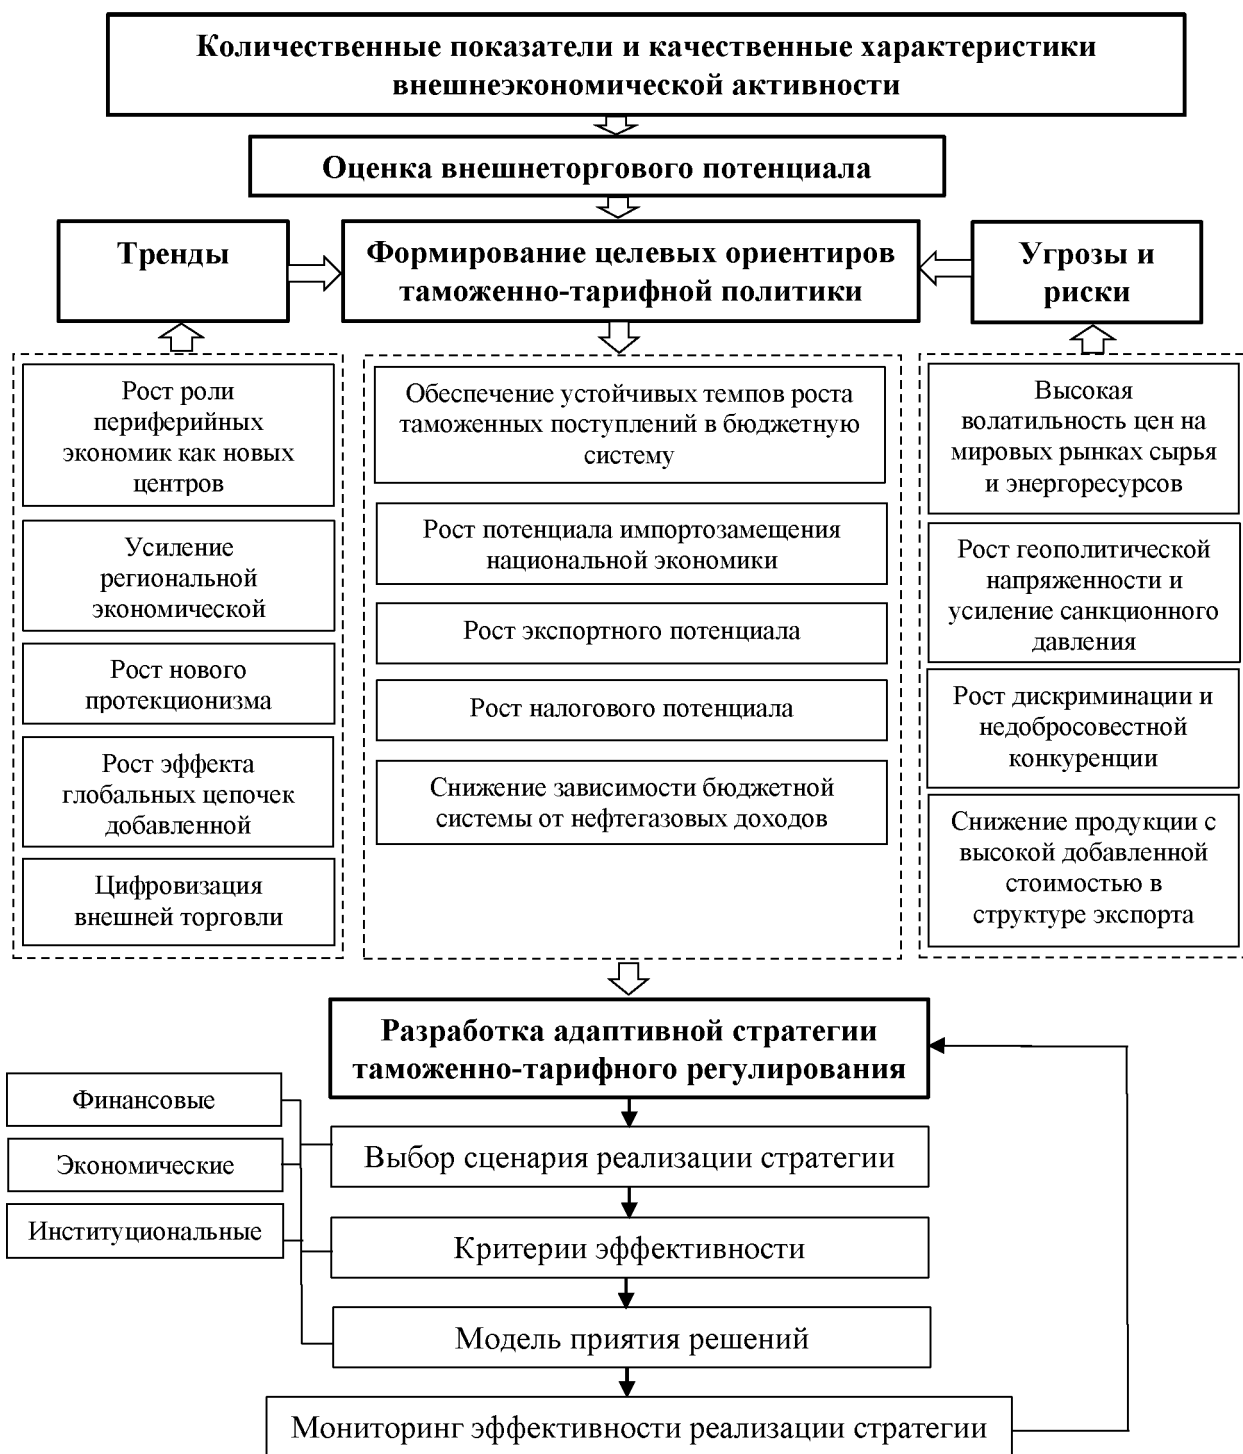 Количественные показатели и качественные характеристики
внешнеэкономической активности
Оценка внешнеторгового потенциала
Тренды
Формирование целевых ориентиров
таможенно-тарифной политики
Угрозы и
риски
Рост роли
периферийных
экономик как новых
центров
Усиление
региональной
экономической
Рост нового
протекционизма
Рост эффекта
глобальных цепочек
добавленной
Цифровизация
внешней торговли
Обеспечение устойчивых темпов роста
таможенных поступлений в бюджетную
систему
Рост потенциала импортозамещения
национальной экономики
Рост экспортного потенциала
Рост налогового потенциала
Снижение зависимости бюджетной
системы от нефтегазовых доходов
Высокая
волатильность цен на
мировых рынках сырья
и энергоресурсов
Рост геополитической
напряженности и
усиление санкционного
давления
Рост дискриминации и
недобросовестной
конкуренции
Снижение продукции с
высокой добавленной
стоимостью в
структуре экспорта
Разработка адаптивной стратегии
таможенно-тарифного регулирования
Финансовые
Экономические
Институциональные
Выбор сценария реализации стратегии
Критерии эффективности
Модель приятия решений
Мониторинг эффективности реализации стратегии